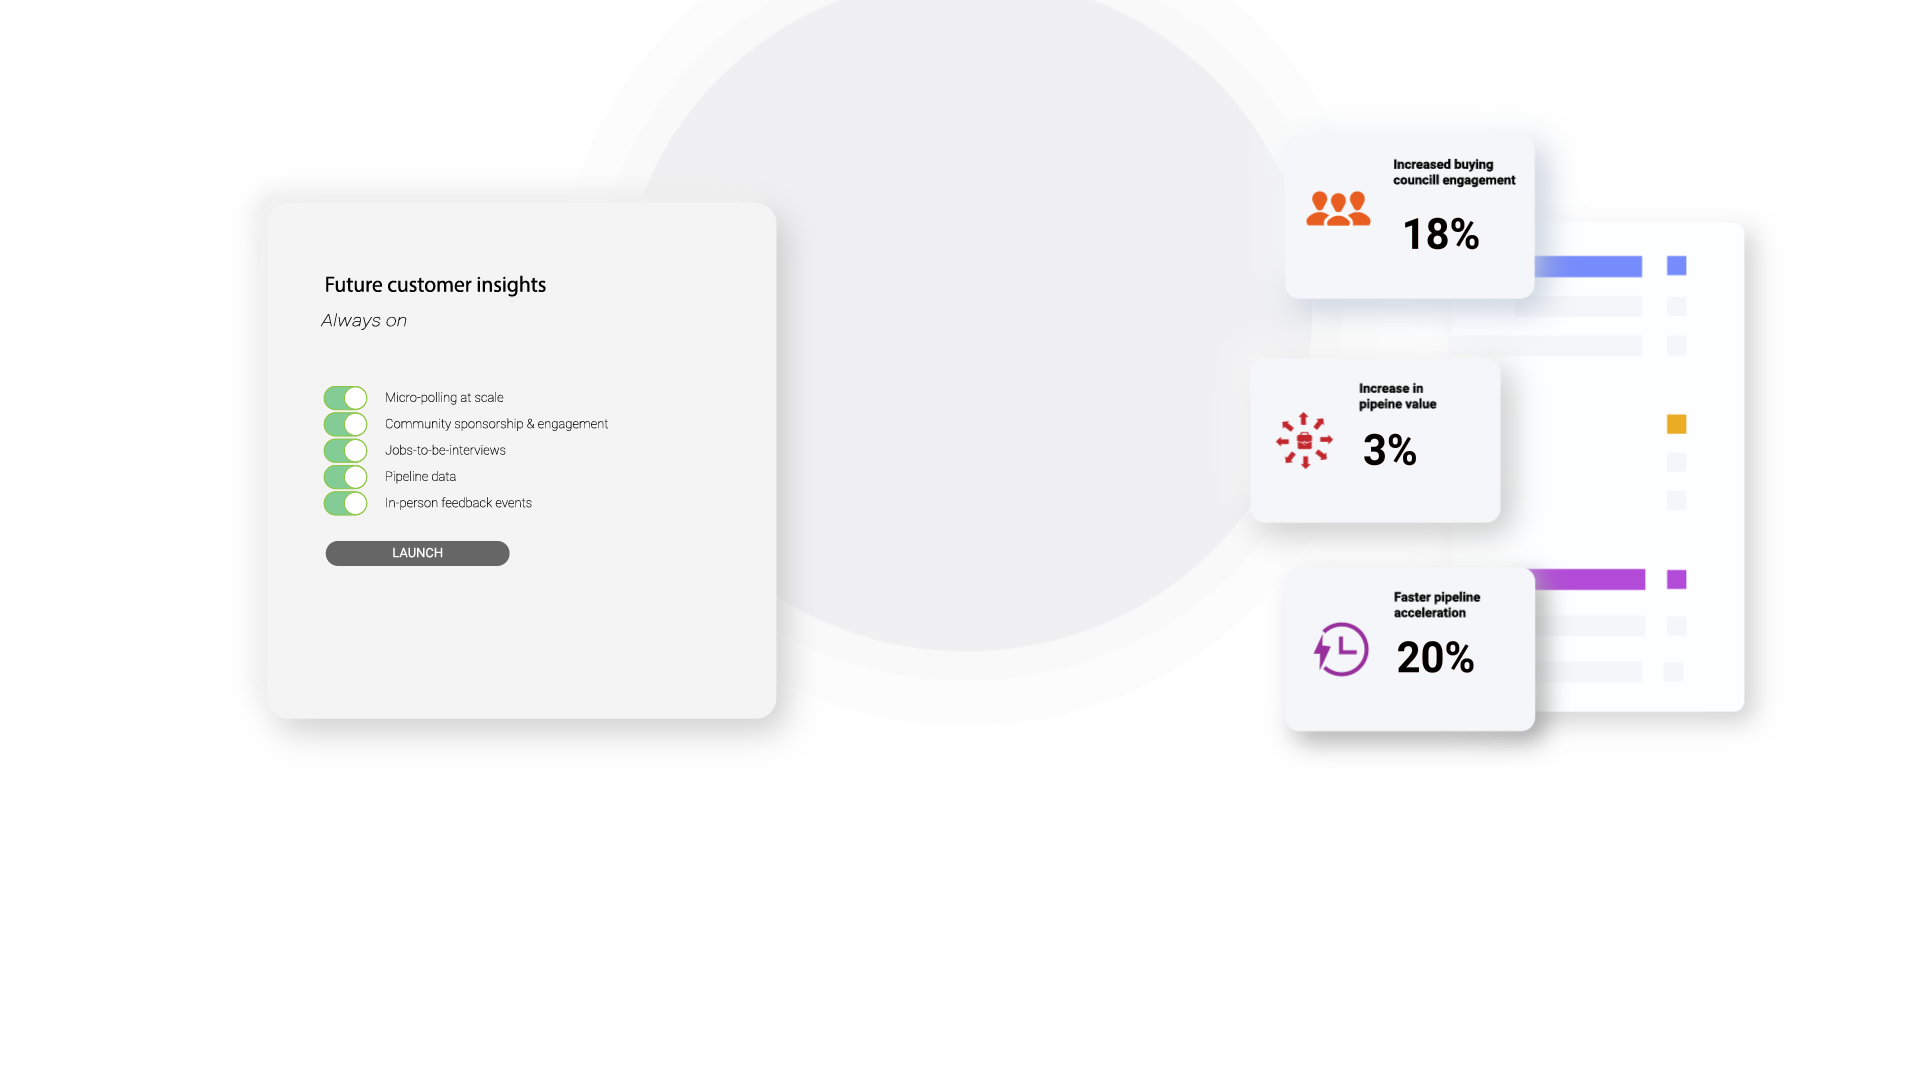 Future customer insights
Always on
Micro-polling at scale
Community sponsorship & engagement
Jobs-to-be-interviews
Pipeline data
In-person feedback events
LAUNCH
Increased buying
councill engagement
18%
Increase in
pipeine value
3%
Faster pipeline
acceleration
20%